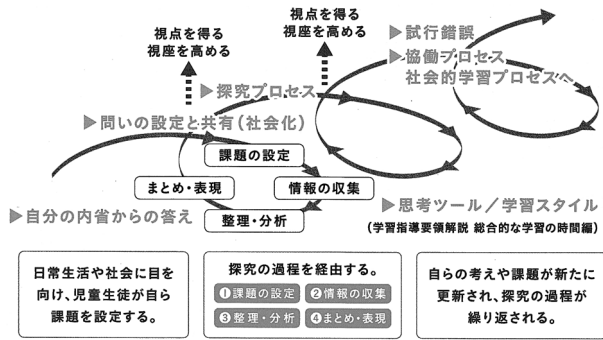 視点を得る
視座を高める
視点を得る
視座を高める
▶試行錯誤
▶協働プロセス
社会的学習プロセスへ
▶探究プロセス
▶問いの設定と共有(社会化)
課題の設定
まとめ・表現
情報の収集
整理・分析
▶自分の内省からの答え
▶思考ツール/学習スタイル
(学習指導要領解説 総合的な学習の時間編)
日常生活や社会に目を
向け、児童生徒が自ら
課題を設定する。
探究の過程を経由する。
❶課題の設定 ❷情報の収集
❸整理・分析 ❹まとめ・表現
自らの考えや課題が新たに
更新され、探究の過程が
繰り返される。